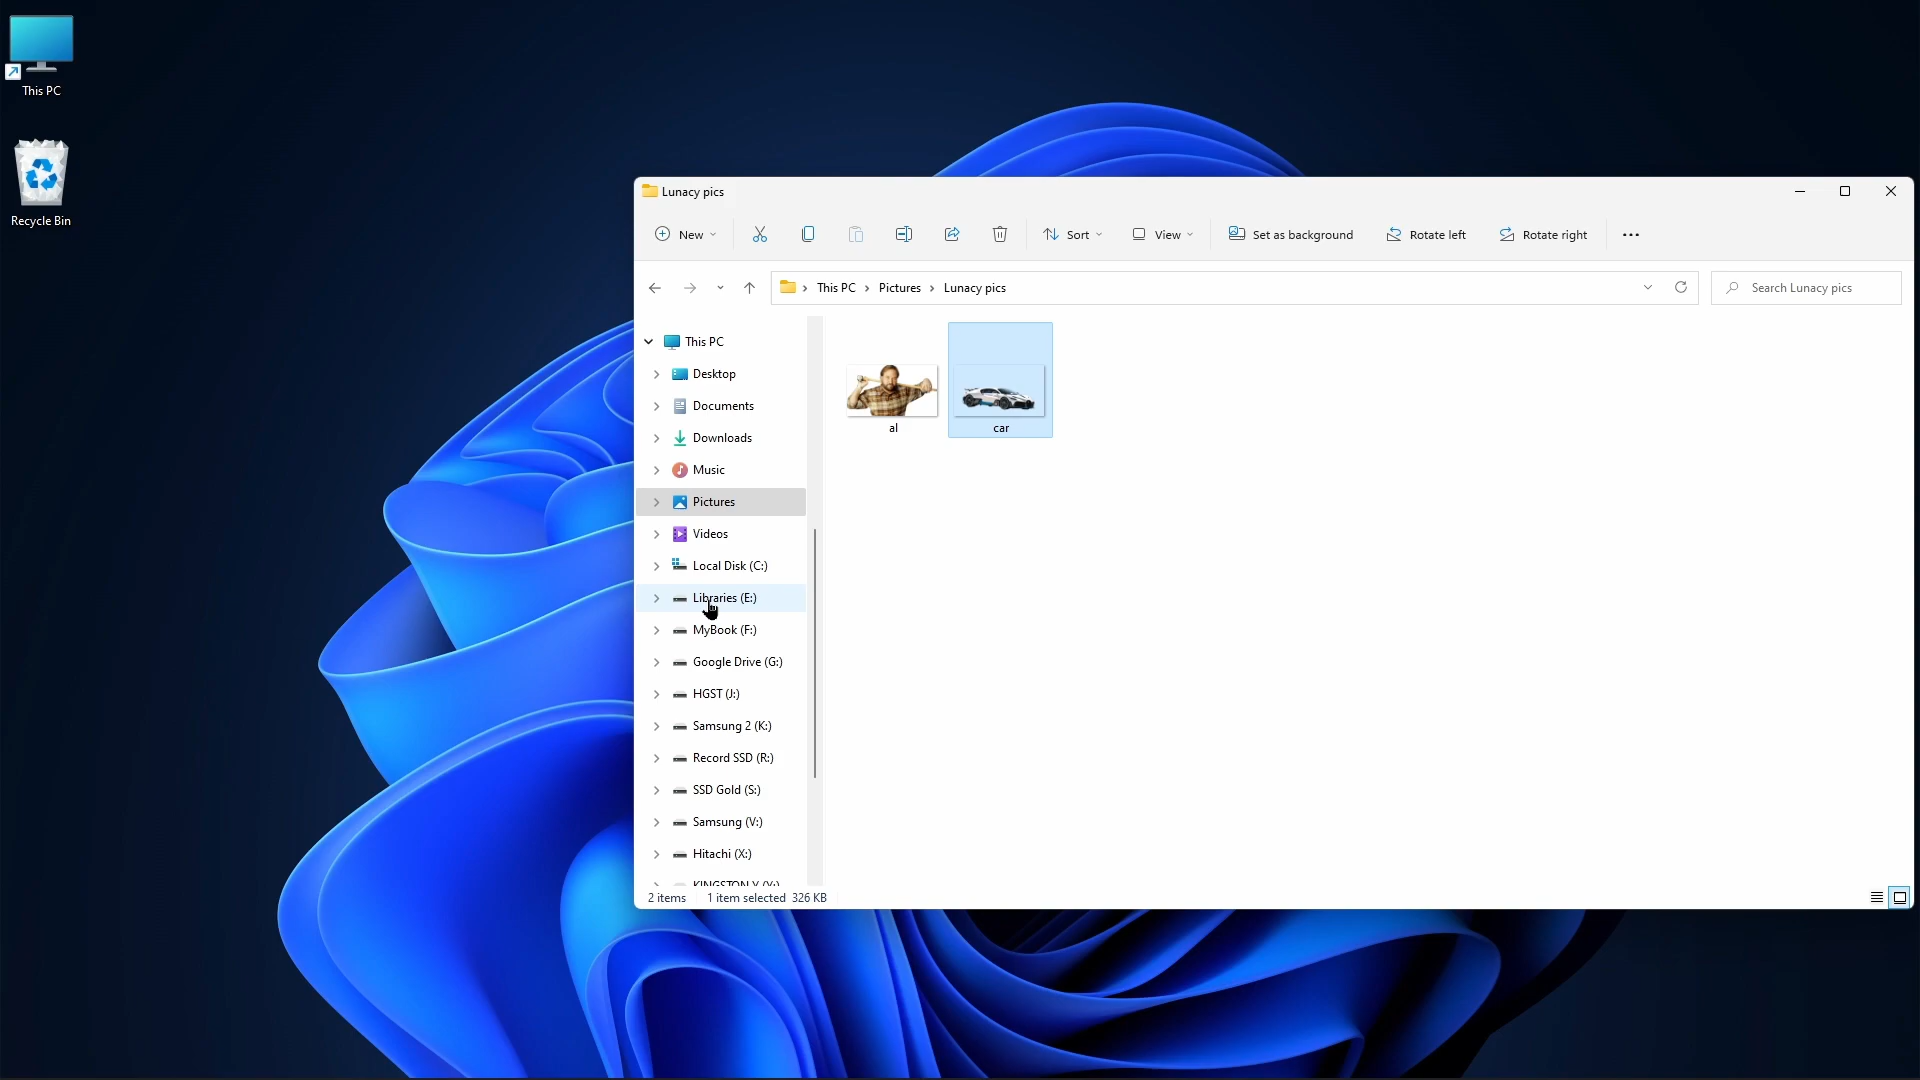 This PC
Recycle Bin
Lunacy pics
New
Sort
View
Set as background
Rotate left
Rotate right
This PC > Pictures > Lunacy pics
Search Lunacy pics
This PC
Desktop
Documents
Downloads
Music
Pictures
Videos
Local Disk (C:)
Libraries (E:)
MyBook (F:)
Google Drive (G:)
HGST (J:)
Samsung 2 (K:)
Record SSD (R:)
SSD Gold (S:)
Samsung (V:)
Hitachi (X:)
al
car
2 items
1 item selected 326 KB